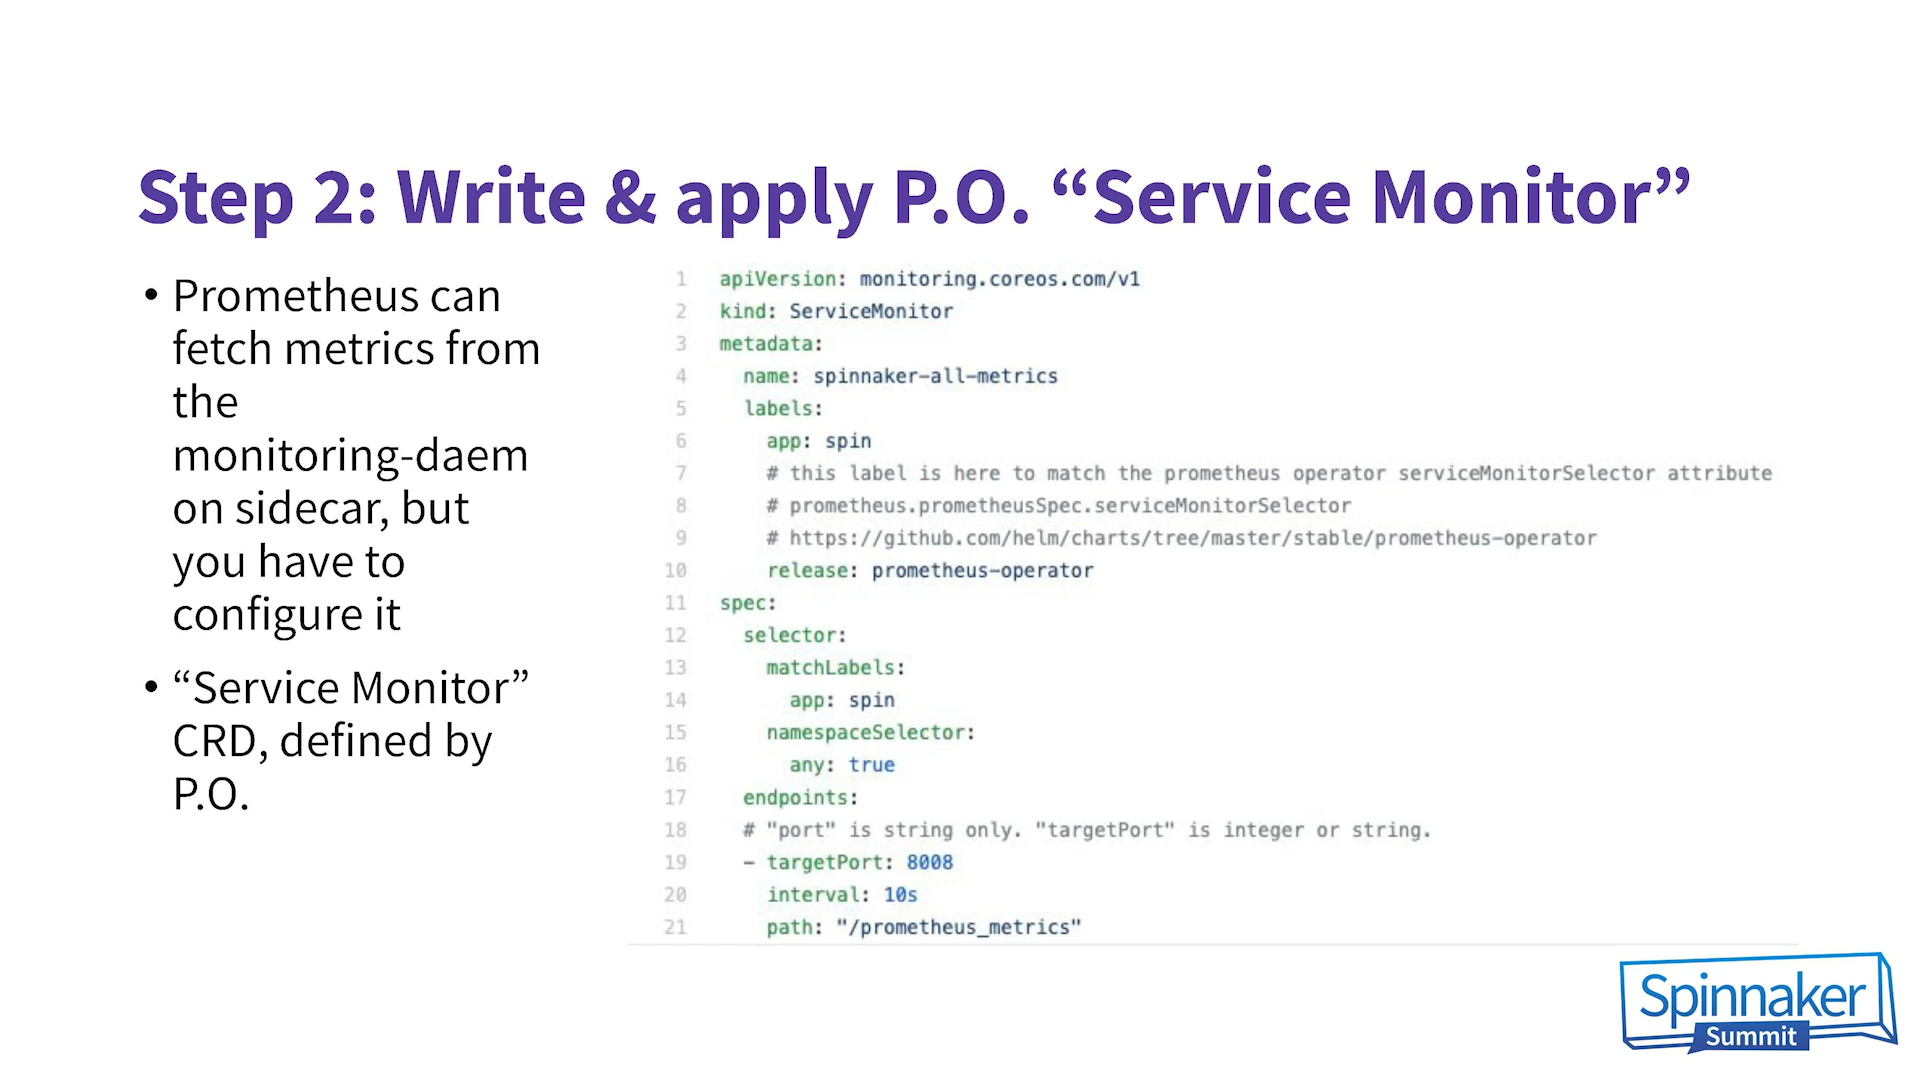 Step 2: Write & apply P.O. “Service Monitor”
• Prometheus can
fetch metrics from
the
monitoring-daem
on sidecar, but
you have to
configure it
• “Service Monitor”
CRD, defined by
P.O.
1 apiVersion: monitoring.coreos.com/v1
2 kind: ServiceMonitor
3 metadata:
4   name: spinnaker-all-metrics
5   labels:
6     app: spin
7     # this label is here to match the prometheus operator serviceMonitorSelector attribute
8     # prometheus.prometheusSpec.serviceMonitorSelector
9     # https://github.com/helm/charts/tree/master/stable/prometheus-operator
10     release: prometheus-operator
11 spec:
12   selector:
13     matchLabels:
14       app: spin
15     namespaceSelector:
16       any: true
17   endpoints:
18   # "port" is string only. "targetPort" is integer or string.
19   - targetPort: 8008
20     interval: 10s
21     path: "/prometheus_metrics"
Spinnaker
Summit